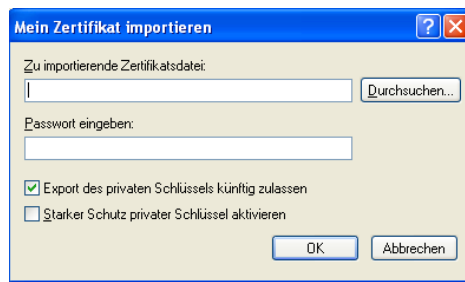 Mein Zertifikat importieren
Zu importierende Zertifikatsdatei:
Durchsuchen...
Passwort eingeben:
Export des privaten Schlüssels künftig zulassen
Starker Schutz privater Schlüssel aktivieren
OK Abbrechen